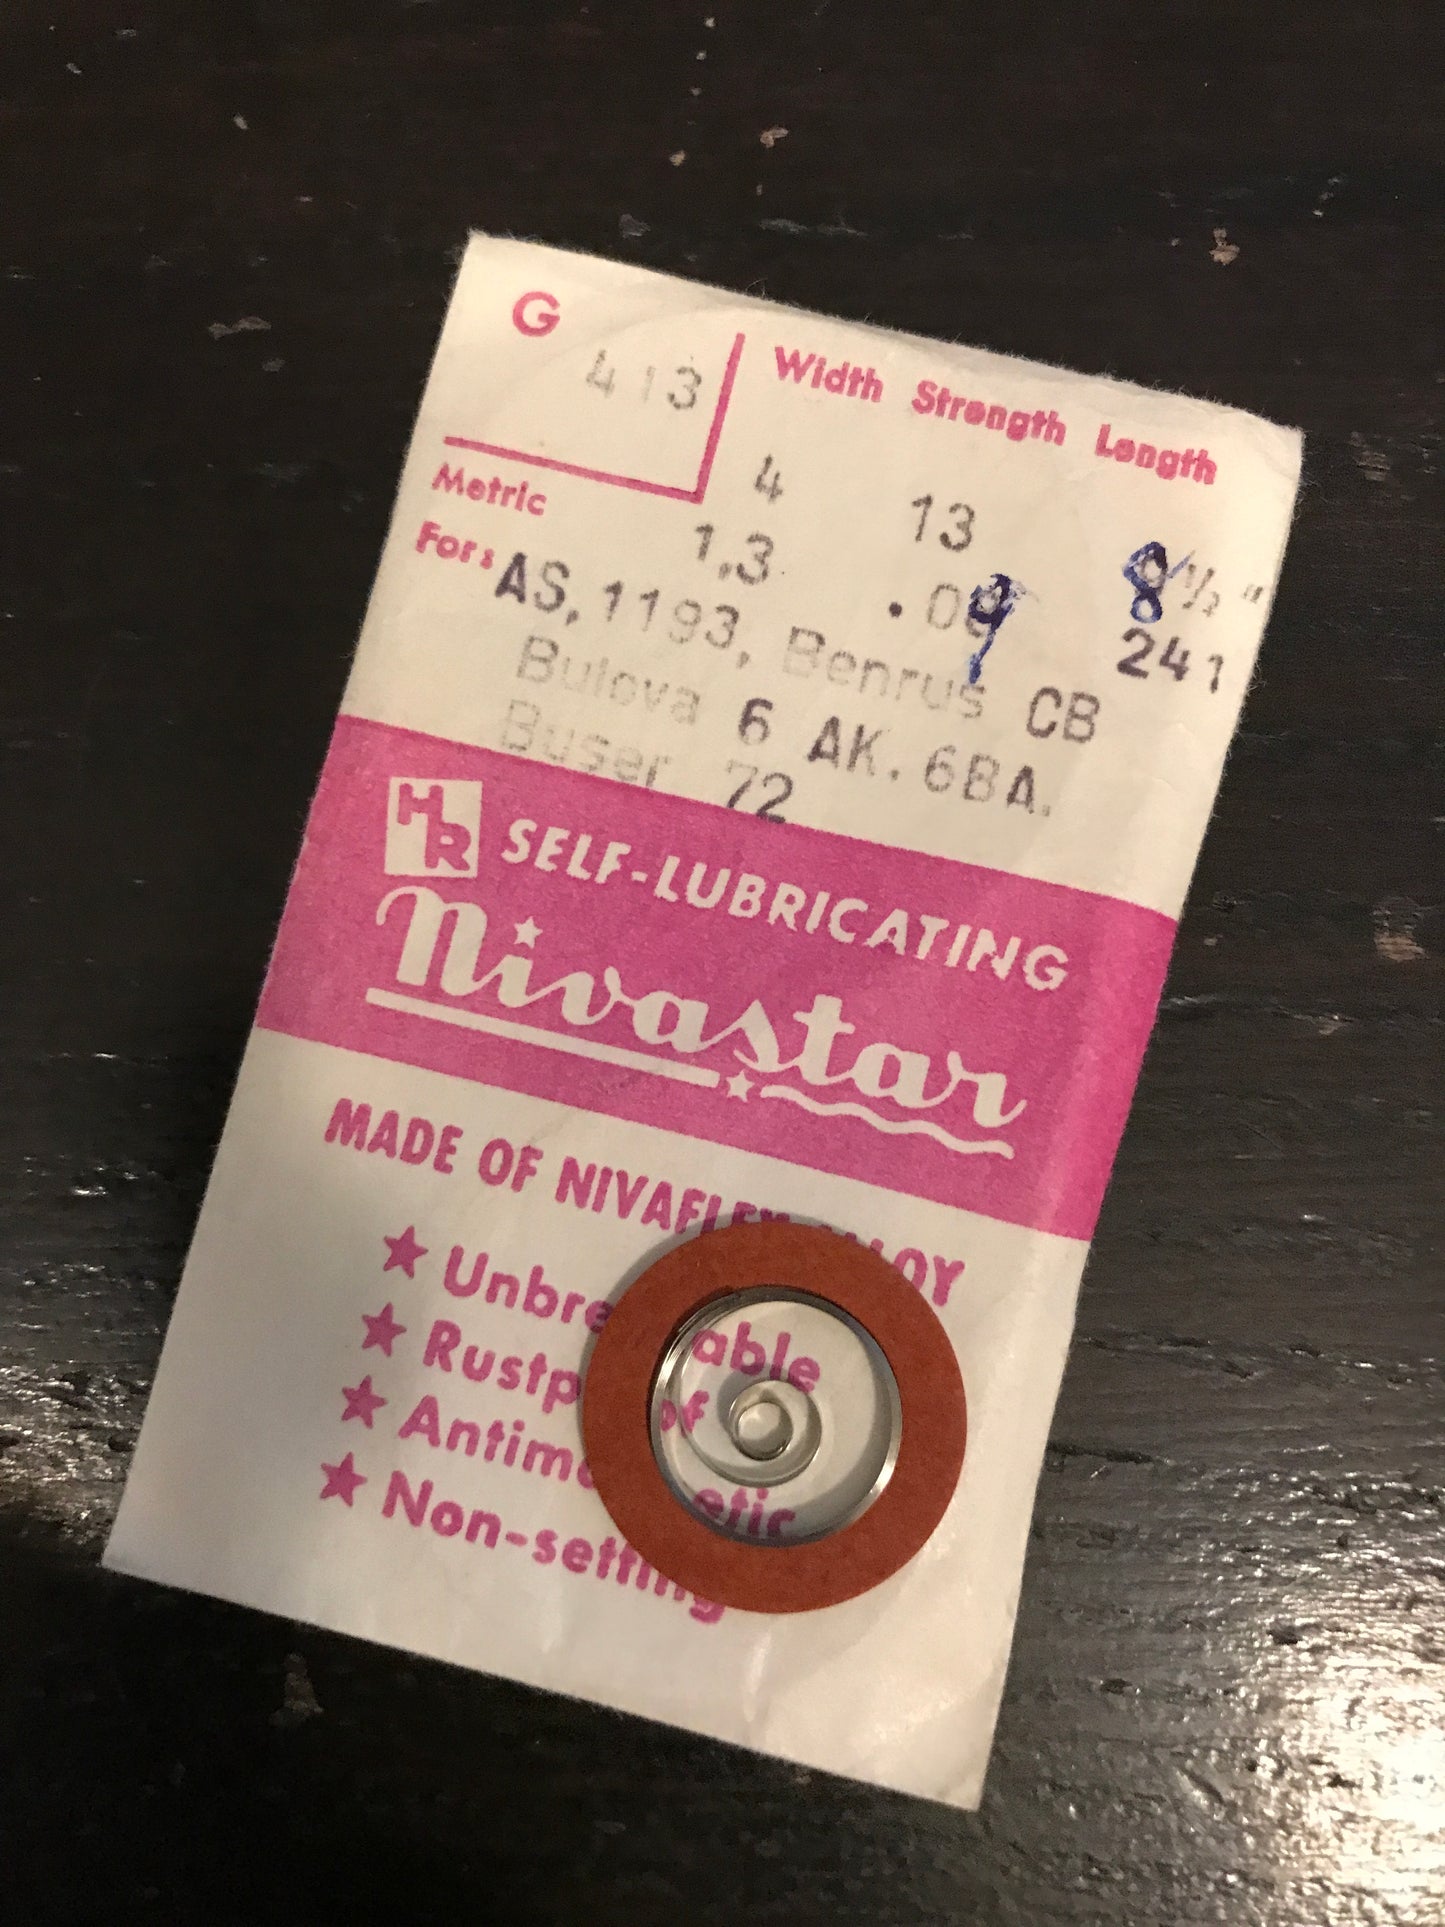 G
413
Width Strength Length
4 13 8 1/2 "
Metric 1.3 .09 241
For: AS, 1193, Benrus CB
Bulova 6 AK. 6BA.
Buser 72
HR SELF-LUBRICATING
Nivastar
MADE OF NIVAFLEX ALLOY
★ Unbre able
★ Rustp of
★ Antim etic
★ Non-setting